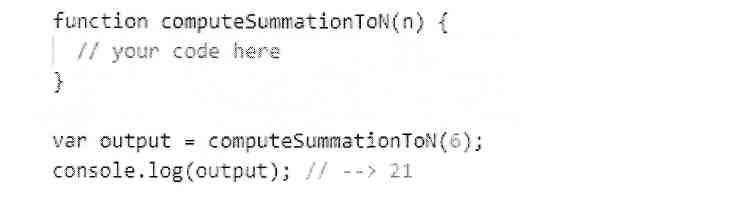 function computeSummationToN(n) {
// your code here
}
var output = computeSummationToN(6);
console.log(output); // --> 21